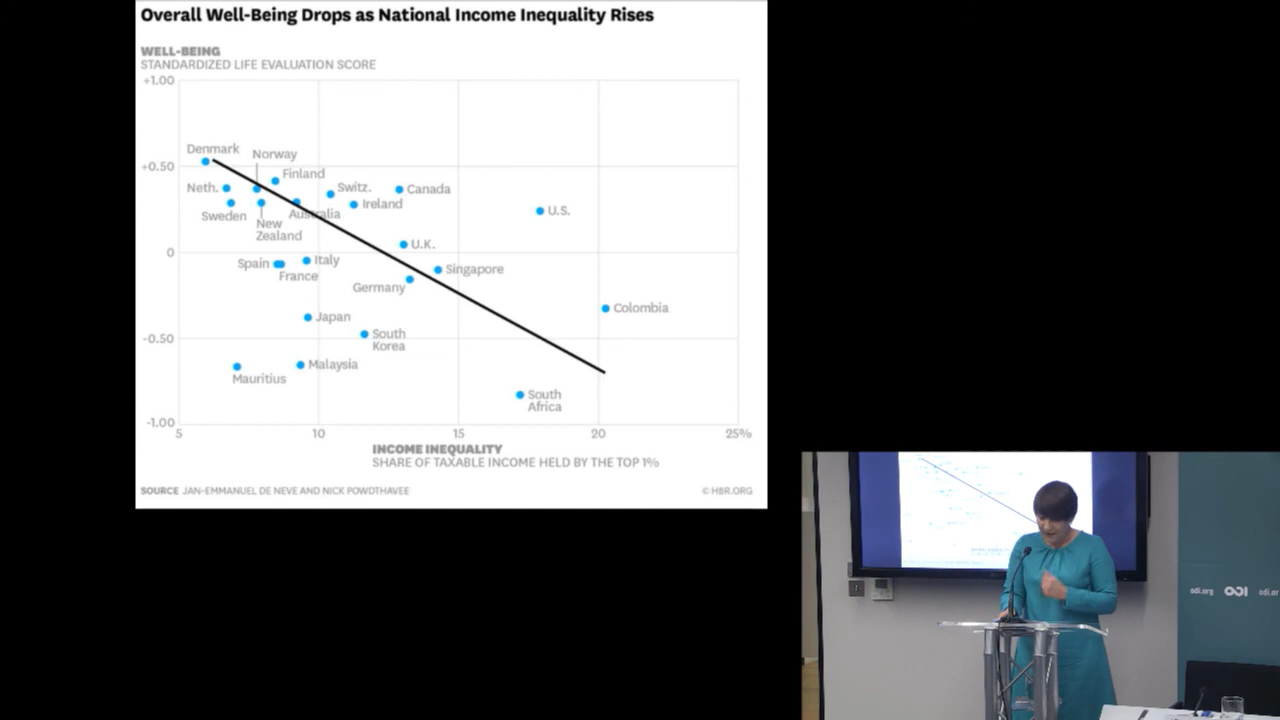 Overall Well-Being Drops as National Income Inequality Rises
WELL-BEING
STANDARDIZED LIFE EVALUATION SCORE
+1.00
Denmark
Norway
+0.50
Finland
Neth.
Switz.
Canada
Ireland
Sweden
Australia
U.S.
New
Zealand
U.K.
0
Spain
Italy
Singapore
France
Germany
Colombia
Japan
South
Korea
-0.50
Malaysia
Mauritius
South
Africa
-1.00
5
10
15
20
25%
INCOME INEQUALITY
SHARE OF TAXABLE INCOME HELD BY THE TOP 1%
SOURCE JAN-EMMANUEL DE NEVE AND NICK POWDTHAVEE
© HBR.ORG
odi.org
ODI
odi.or